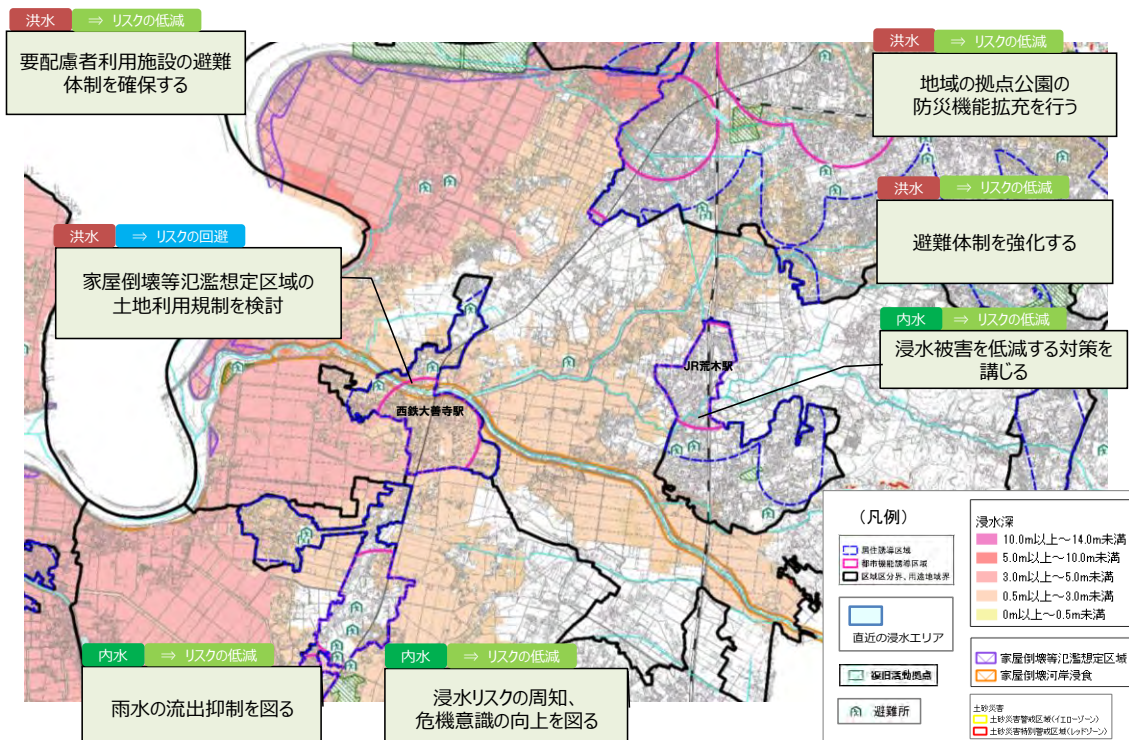 洪水 ⇒ リスクの低減
要配慮者利用施設の避難
体制を確保する
洪水 ⇒ リスクの低減
地域の拠点公園の
防災機能拡充を行う
洪水 ⇒ リスクの低減
避難体制を強化する
洪水 ⇒ リスクの回避
家屋倒壊等氾濫想定区域の
土地利用規制を検討
内水 ⇒ リスクの低減
浸水被害を低減する対策を
講じる
JR荒木駅
西鉄大善寺駅
内水 ⇒ リスクの低減
雨水の流出抑制を図る
内水 ⇒ リスクの低減
浸水リスクの周知、
危機意識の向上を図る
(凡例)
居住誘導区域
都市機能誘導区域
区域区分界、用途地域界
直近の浸水エリア
復旧活動拠点
避難所
浸水深
10.0m以上～14.0m未満
5.0m以上～10.0m未満
3.0m以上～5.0m未満
0.5m以上～3.0m未満
0m以上～0.5m未満
家屋倒壊等氾濫想定区域
家屋倒壊河岸浸食
土砂災害
土砂災害警戒区域(イエローゾーン)
土砂災害特別警戒区域(レッドゾーン)